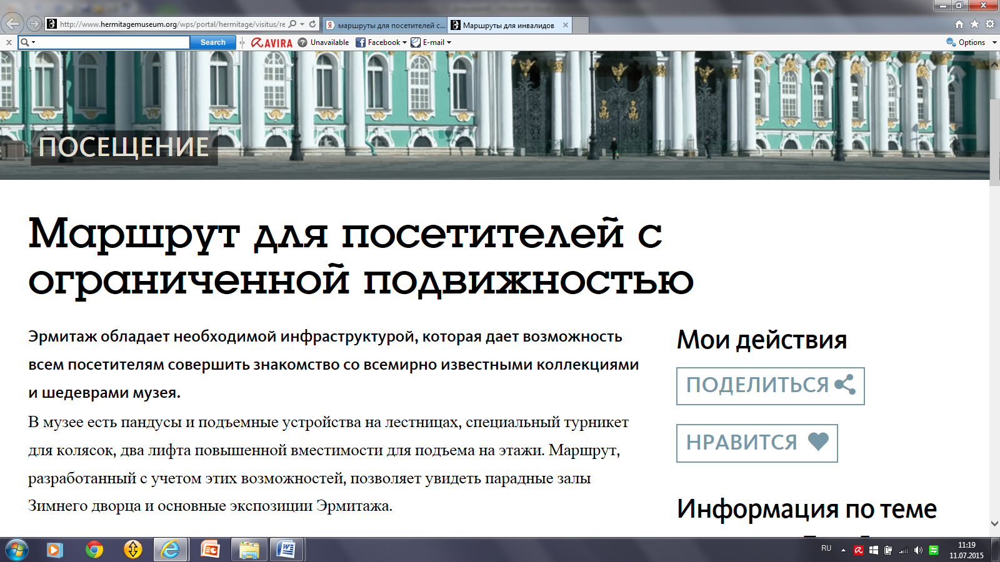 http://www.hermitagemuseum.org/wps/portal/hermitage/visitus/re
маршруты для посетителей с...
Маршруты для инвалидов
Search
AVIRA
Unavailable
Facebook
E-mail
Options
ПОСЕЩЕНИЕ
Маршрут для посетителей с
ограниченной подвижностью
Эрмитаж обладает необходимой инфраструктурой, которая дает возможность
всем посетителям совершить знакомство со всемирно известными коллекциями
и шедеврами музея.
В музее есть пандусы и подъемные устройства на лестницах, специальный турникет
для колясок, два лифта повышенной вместимости для подъема на этажи. Маршрут,
разработанный с учетом этих возможностей, позволяет увидеть парадные залы
Зимнего дворца и основные экспозиции Эрмитажа.
Мои действия
ПОДЕЛИТЬСЯ
НРАВИТСЯ
Информация по теме
RU
11:19
11.07.2015